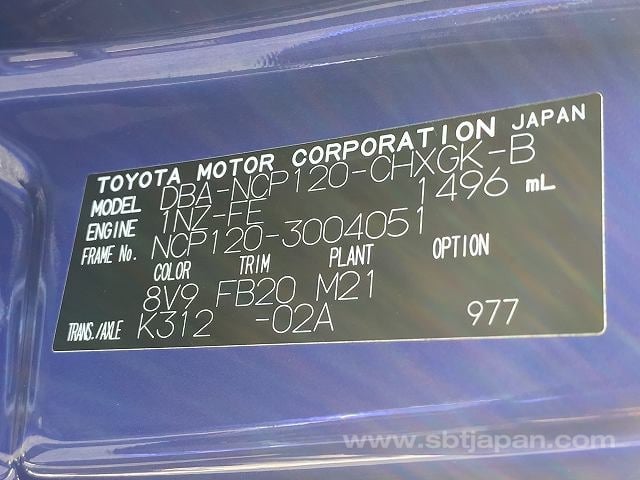 TOYOTA MOTOR CORPORATION JAPAN
MODEL DBA-NCP120-CHXGK-B
ENGINE 1NZ-FE 1496 mL
FRAME No. NCP120-3004051
COLOR TRIM PLANT OPTION
8V9 FB20 M21
TRANS./AXLE K312 -02A 977
www.sbtjapan.com